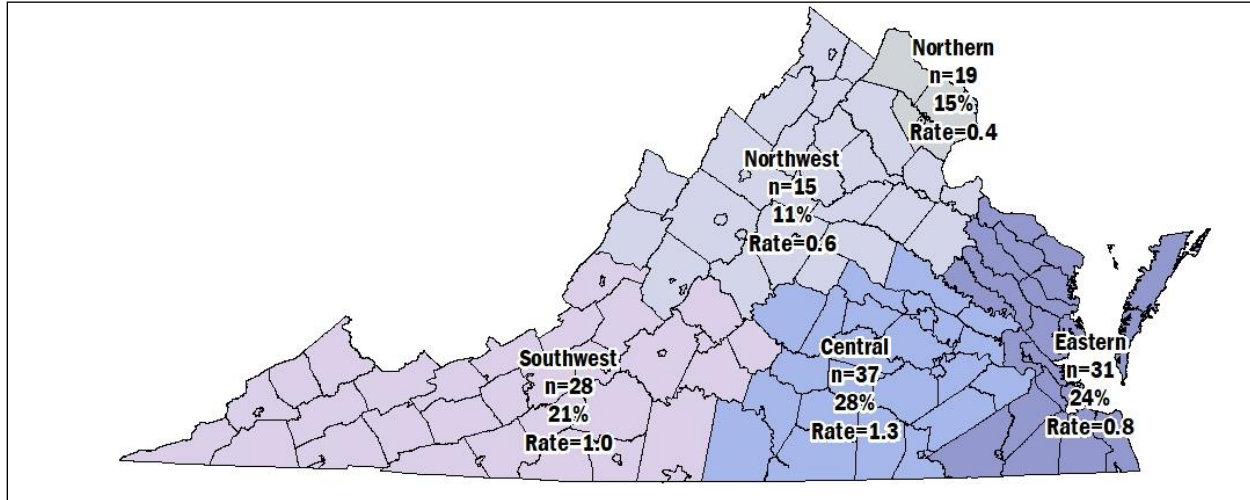 Northern
n=19
15%
Rate=0.4
Northwest
n=15
11%
Rate=0.6
Southwest
n=28
21%
Rate=1.0
Central
n=37
28%
Rate=1.3
Eastern
n=31
24%
Rate=0.8